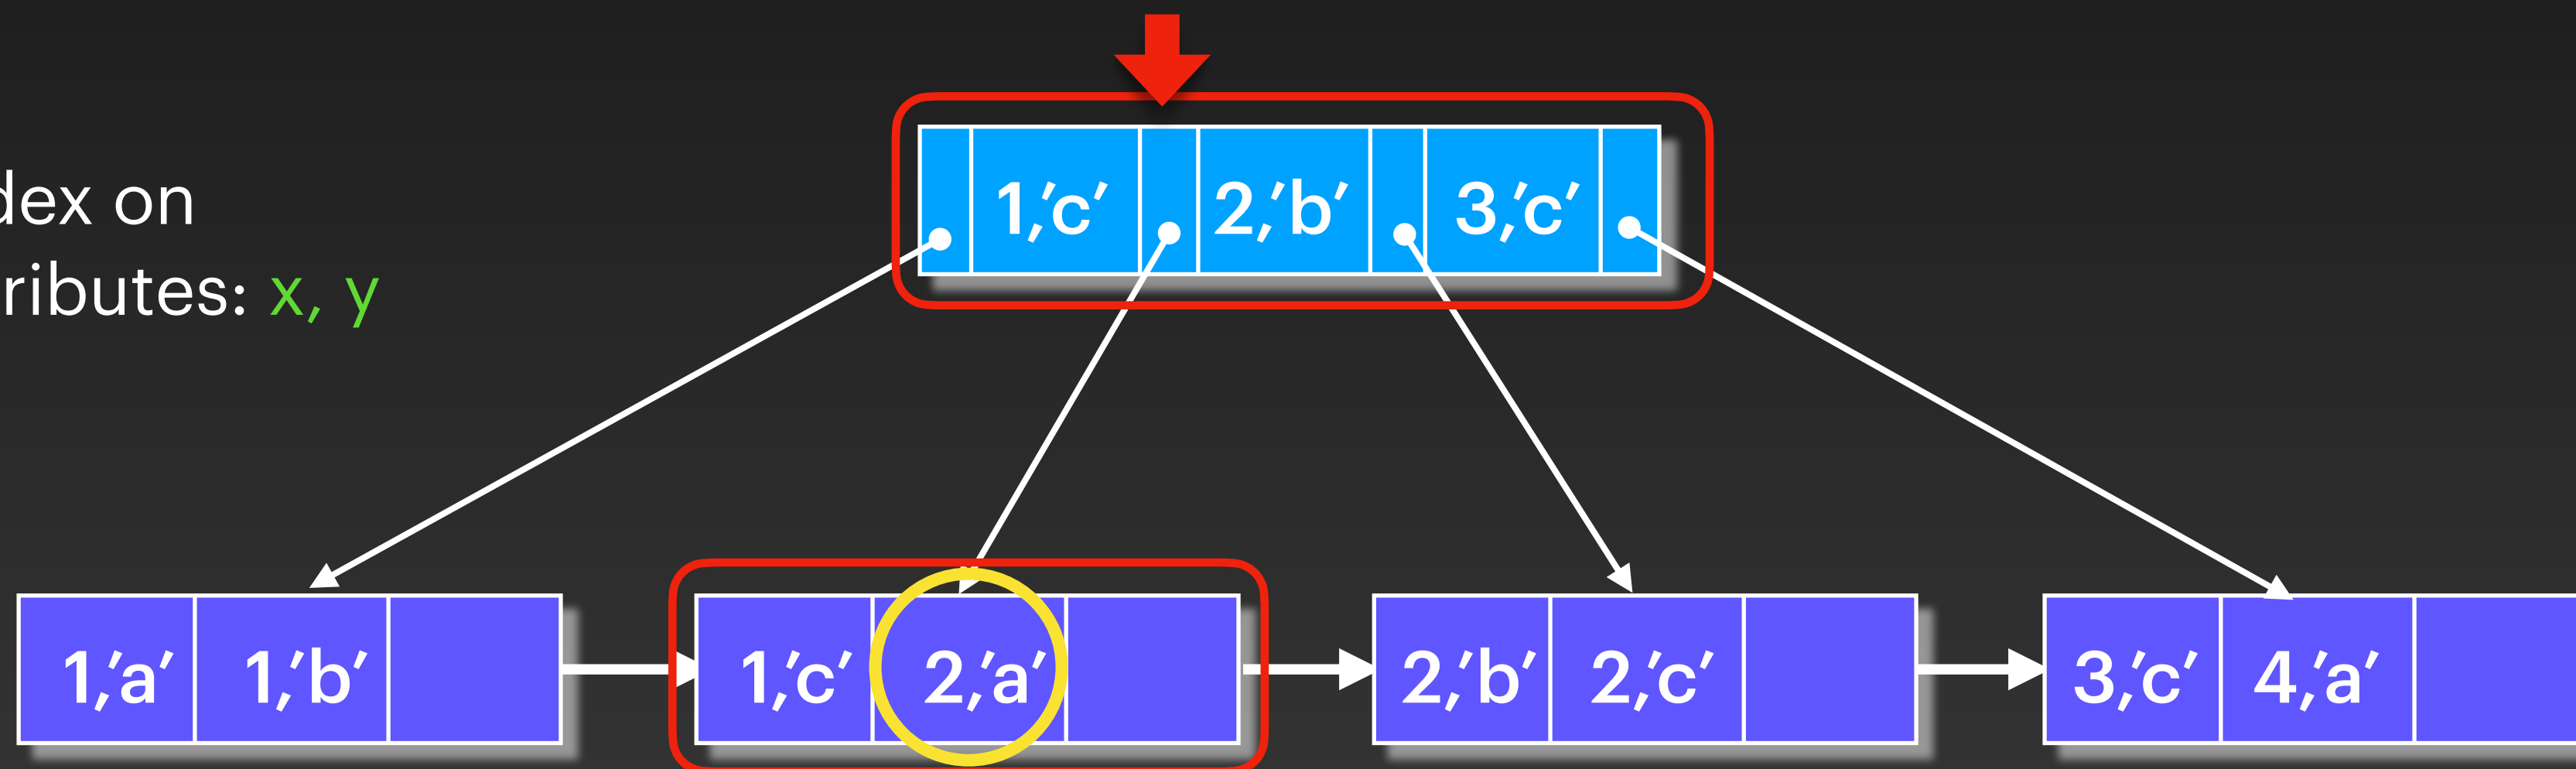 1,'c' 2,'b' 3,'c'
dex on
ributes: x, y
1,'a' 1,'b' 1,'c' 2,'a' 2,'b' 2,'c' 3,'c' 4,'a'